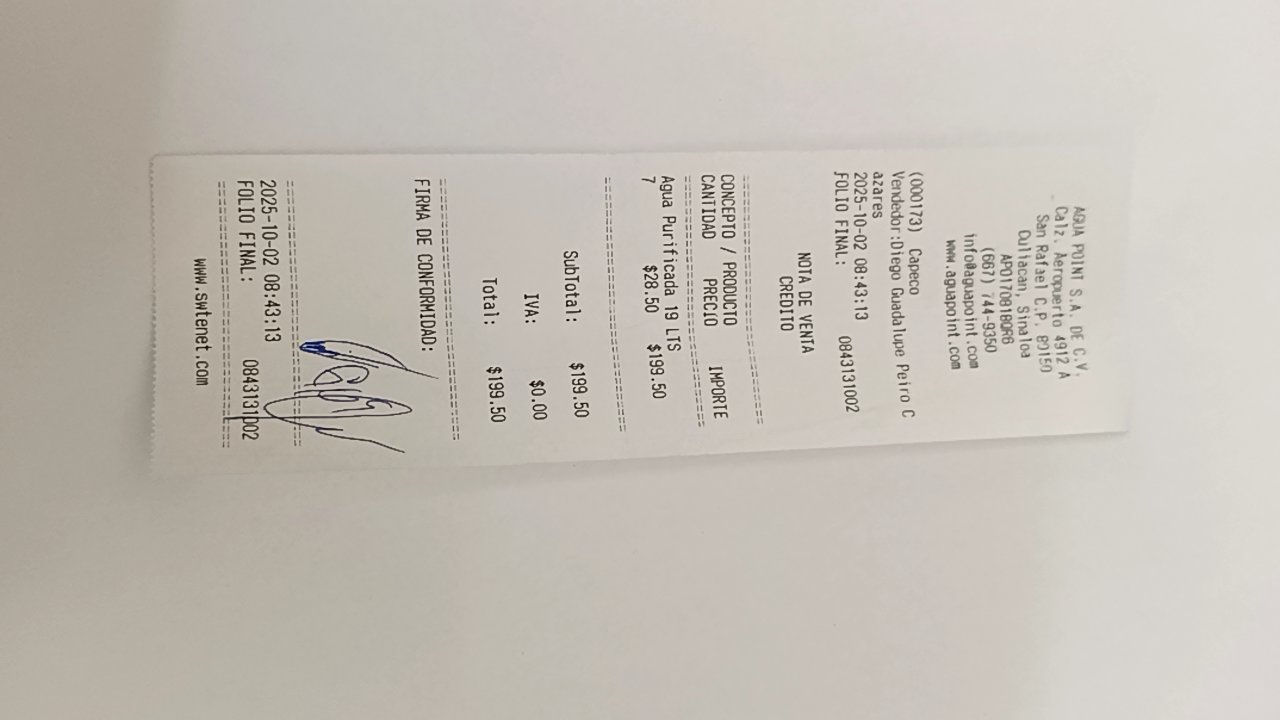 AGUA POINT S.A. DE C.V.
Calz. Aeropuerto 4912 A
San Rafael C.P. 80150
Culiacan, Sinaloa
APO170818QR6
(667) 744-9350
info@aguapoint.com
www.aguapoint.com
(000173) Capeco
Vendedor:Diego Guadalupe Peiro C
azares
2025-10-02 08:43:13
FOLIO FINAL: 0843131002
NOTA DE VENTA
CREDITO
CONCEPTO / PRODUCTO
CANTIDAD PRECIO IMPORTE
Agua Purificada 19 LTS
7 $28.50 $199.50
SubTotal: $199.50
IVA: $0.00
Total: $199.50
FIRMA DE CONFORMIDAD:
2025-10-02 08:43:13
FOLIO FINAL: 0843131002
www.swtenet.com